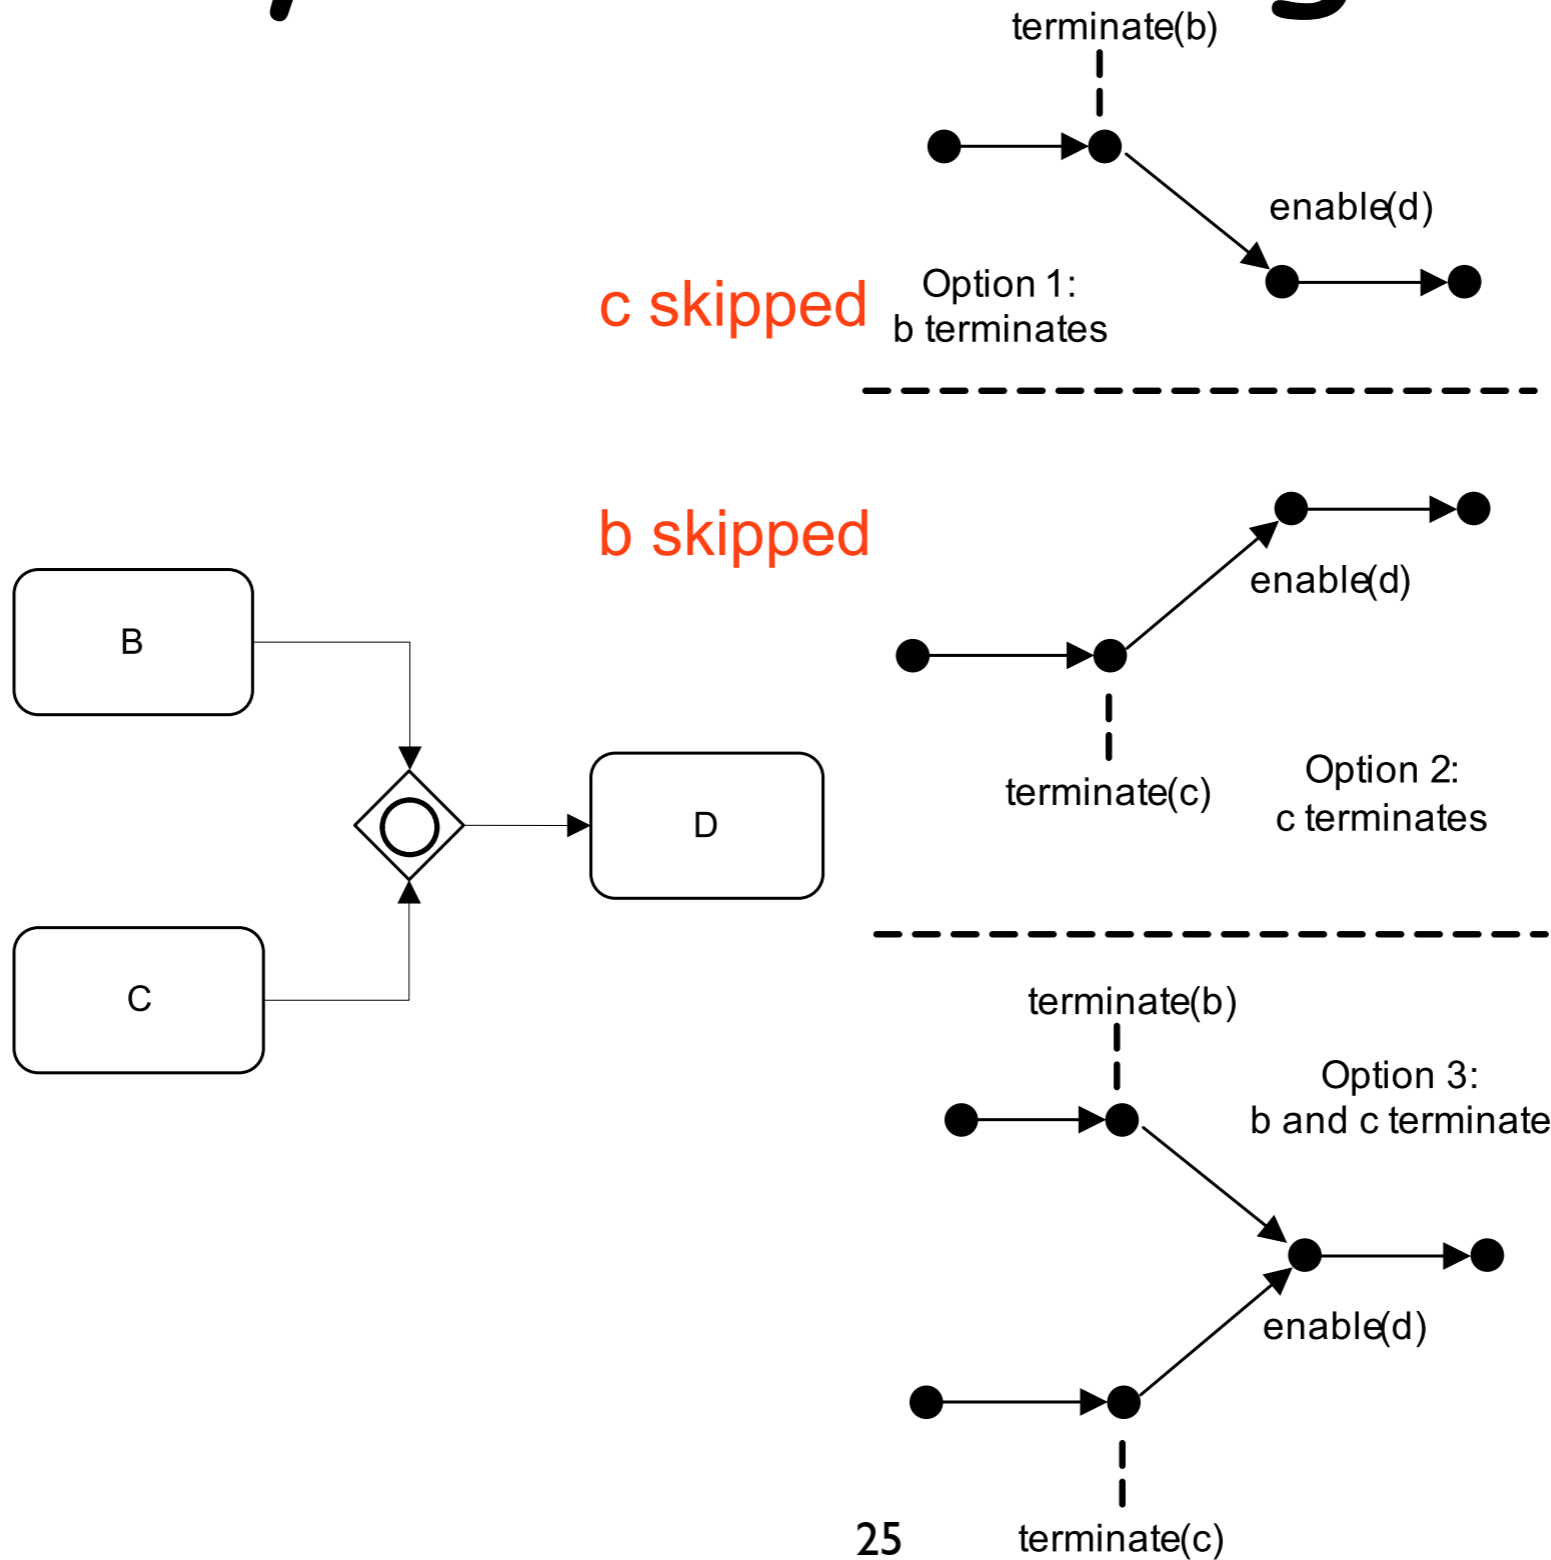 terminate(b)
enable(d)
c skipped
Option 1:
b terminates
b skipped
enable(d)
B
terminate(c)
Option 2:
c terminates
D
C
terminate(b)
Option 3:
b and c terminate
enable(d)
25
terminate(c)